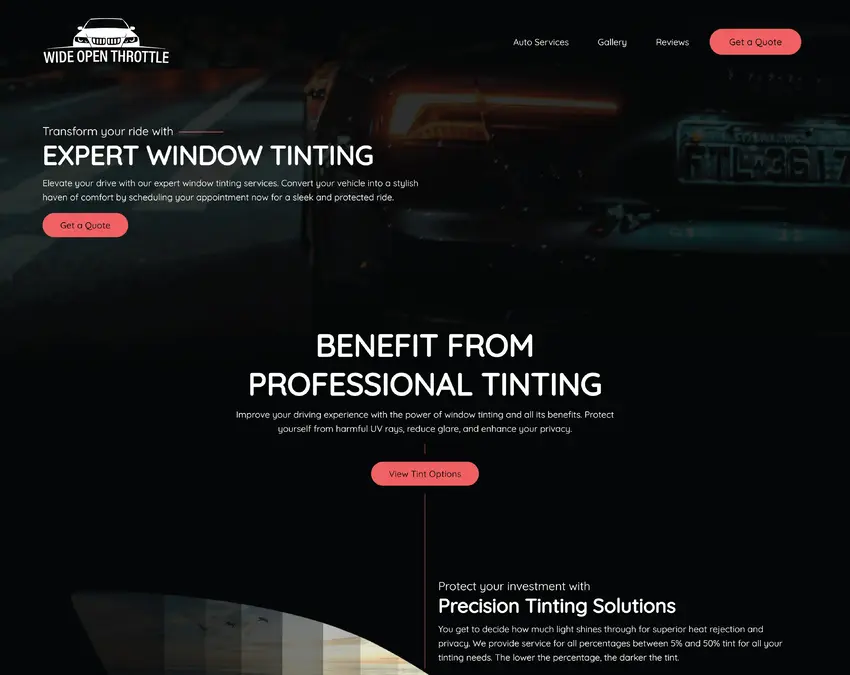 WIDE OPEN THROTTLE
Auto Services
Gallery
Reviews
Get a Quote
Transform your ride with
EXPERT WINDOW TINTING
Elevate your drive with our expert window tinting services. Convert your vehicle into a stylish
haven of comfort by scheduling your appointment now for a sleek and protected ride.
Get a Quote
BENEFIT FROM
PROFESSIONAL TINTING
Improve your driving experience with the power of window tinting and all its benefits. Protect
yourself from harmful UV rays, reduce glare, and enhance your privacy.
View Tint Options
Protect your investment with
Precision Tinting Solutions
You get to decide how much light shines through for superior heat rejection and
privacy. We provide service for all percentages between 5% and 50% tint for all your
tinting needs. The lower the percentage, the darker the tint.